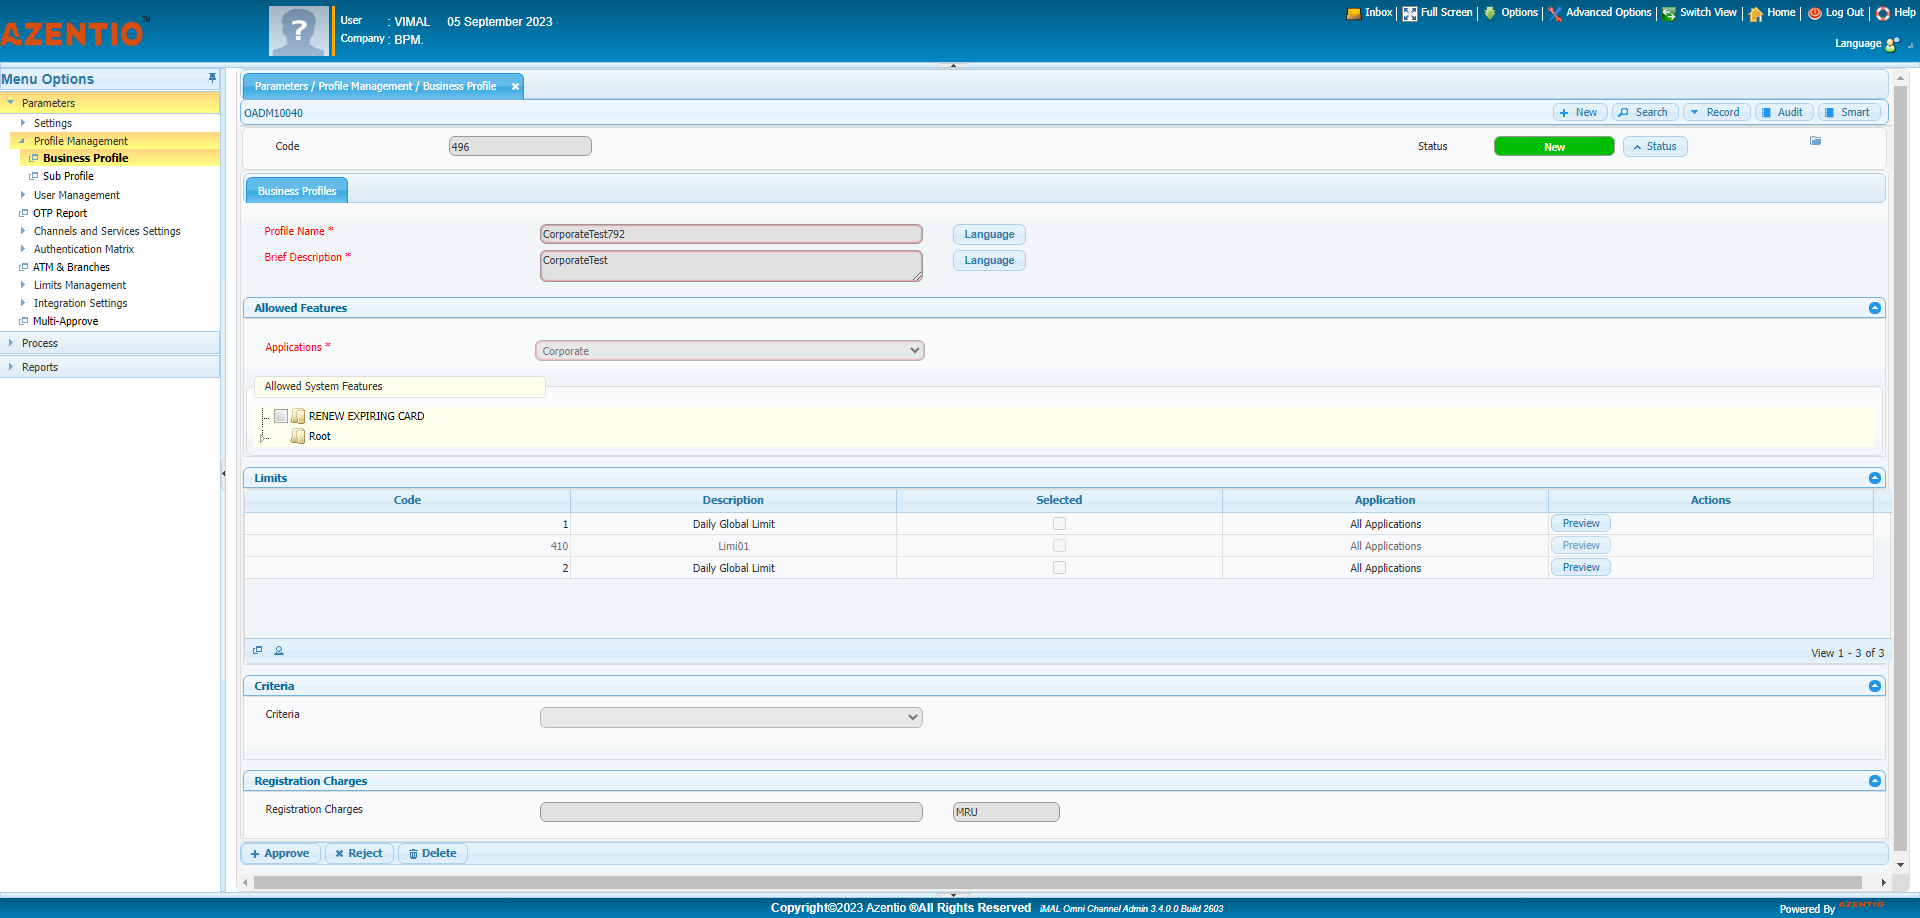 AZENTIO™
User : VIMAL 05 September 2023
Company : BPM.
Inbox Full Screen Options Advanced Options Switch View Home Log Out Help
Language
Menu Options
Parameters
Settings
Profile Management
Business Profile
Sub Profile
User Management
OTP Report
Channels and Services Settings
Authentication Matrix
ATM & Branches
Limits Management
Integration Settings
Multi-Approve
Process
Reports
Parameters / Profile Management / Business Profile
OADM10040
New Search Record Audit Smart
Code 496 Status New Status
Business Profiles
Profile Name * CorporateTest792 Language
Brief Description * CorporateTest Language
Allowed Features
Applications * Corporate
Allowed System Features
RENEW EXPIRING CARD
Root
Limits
Code Description Selected Application Actions
1 Daily Global Limit All Applications Preview
410 Limi01 All Applications Preview
2 Daily Global Limit All Applications Preview
View 1 - 3 of 3
Criteria
Criteria
Registration Charges
Registration Charges MRU
Approve Reject Delete
Copyright©2023 Azentio ®All Rights Reserved iMAL Omni Channel Admin 3.4.0.0 Build 2603
Powered By AZENTIO